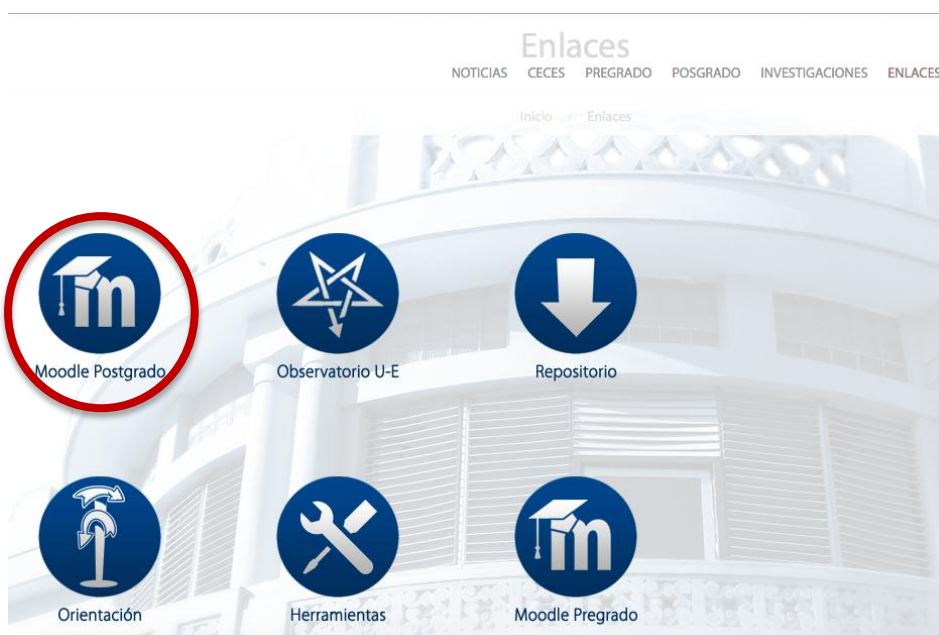 Enlaces
NOTICIAS CECES PREGRADO POSGRADO INVESTIGACIONES ENLACES
Inicio / Enlaces
Moodle Postgrado
Observatorio U-E
Repositorio
Orientación
Herramientas
Moodle Pregrado